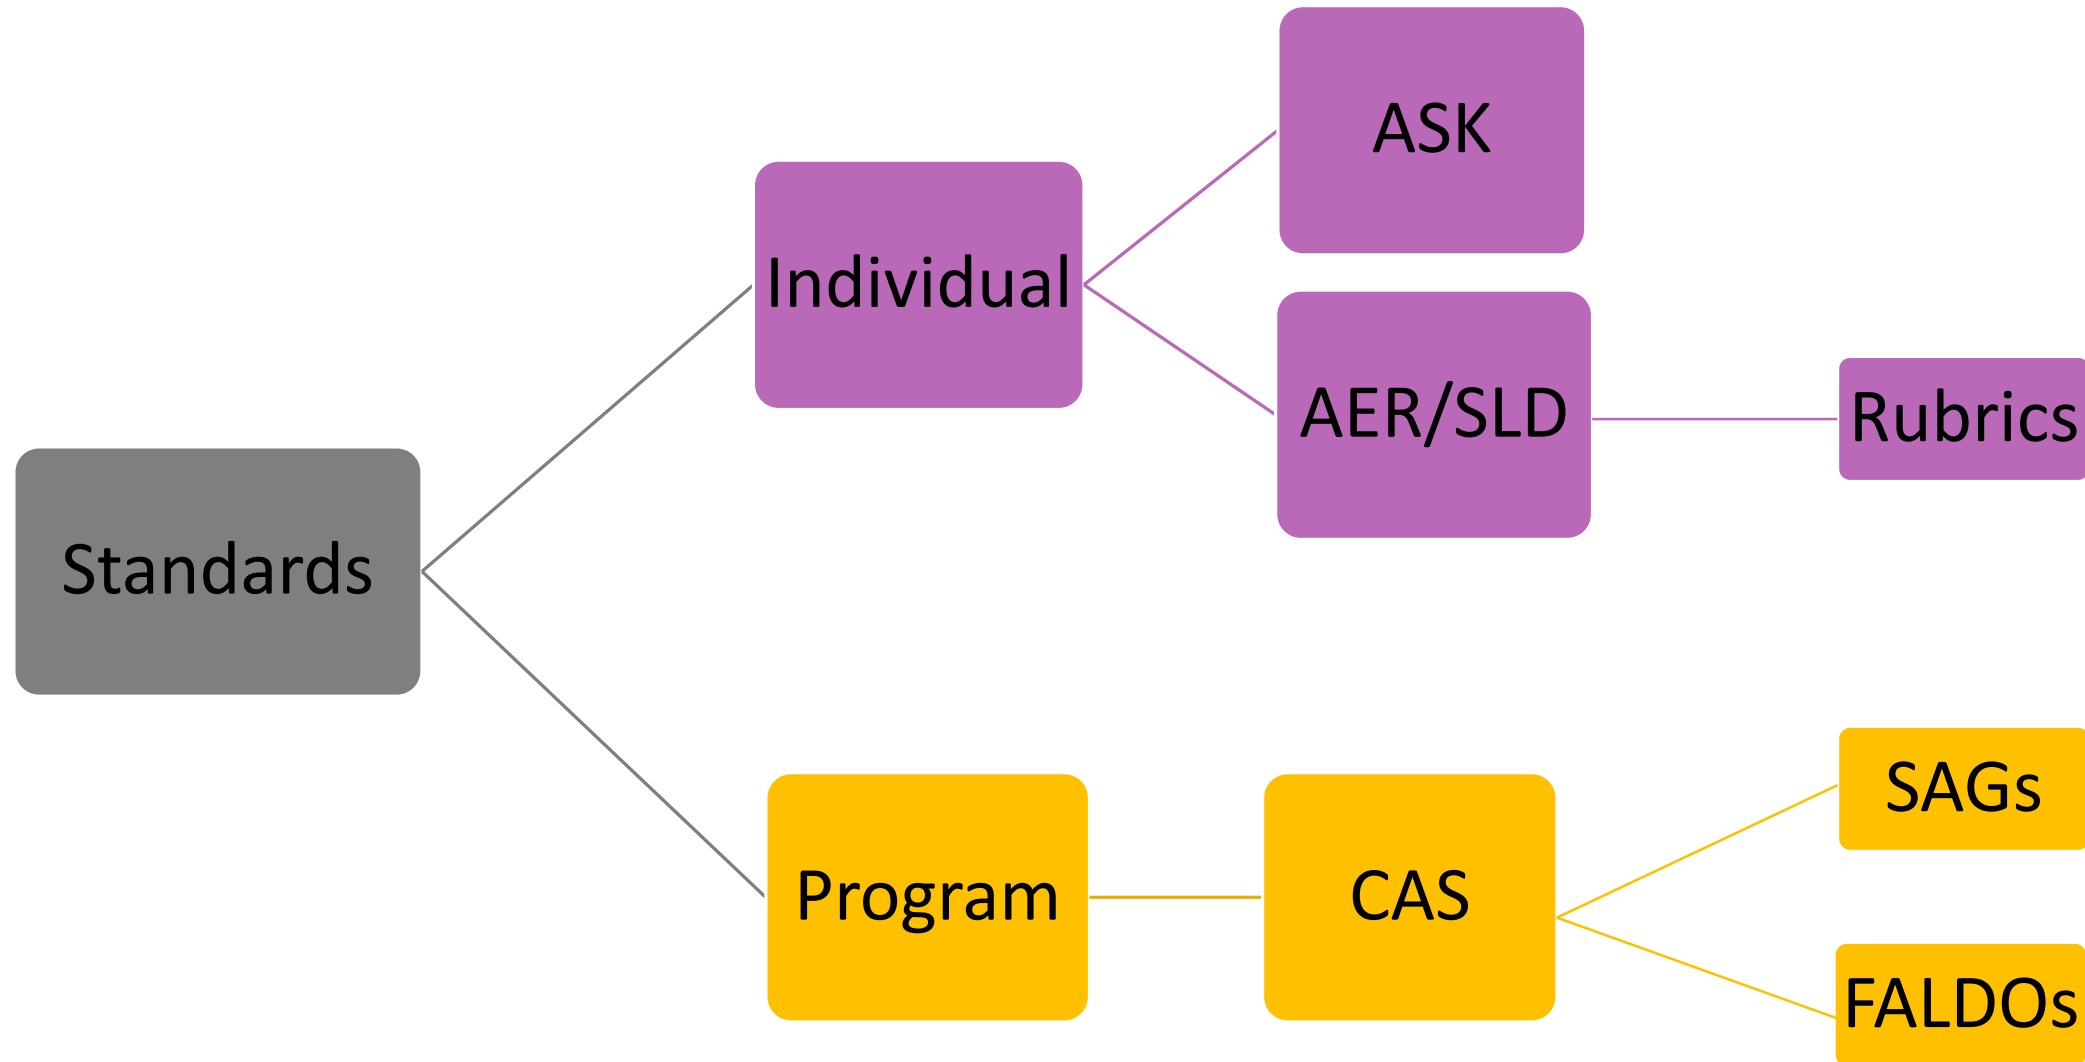 Standards
Individual
ASK
AER/SLD
Rubrics
Program
CAS
SAGs
FALDOs